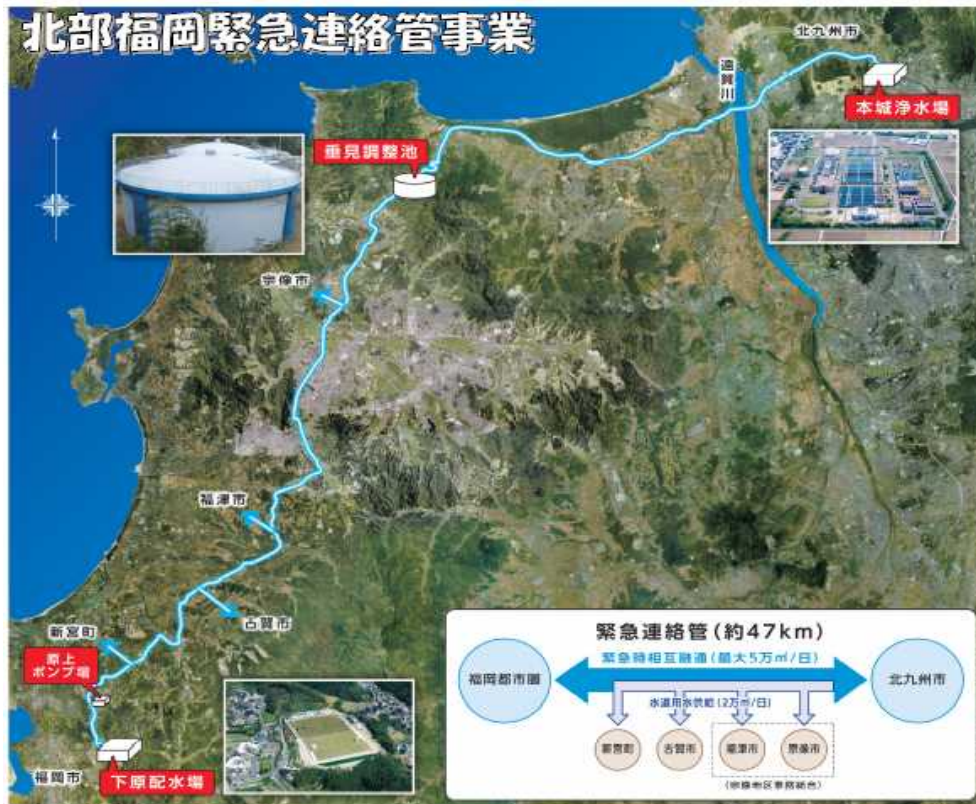 北部福岡緊急連絡管事業
北九州市
遠賀川
本城浄水場
垂見調整池
宗像市
福津市
古賀市
新宮町
原上
ポンプ場
福岡市
下原配水場
緊急連絡管(約47km)
緊急時相互融通(最大5万㎥/日)
福岡都市圏
北九州市
水道用水供給(2万㎥/日)
新宮町
古賀市
福津市
宗像市
(宗像地区事務組合)